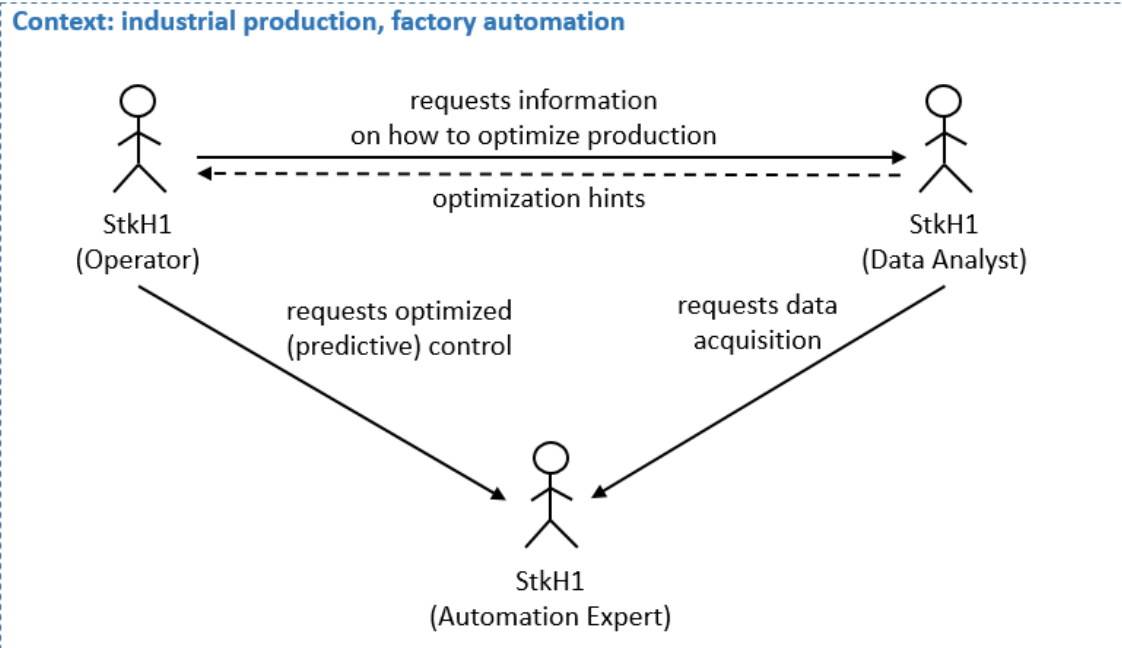 Context: industrial production, factory automation
requests information
on how to optimize production
optimization hints
StkH1
(Operator)
StkH1
(Data Analyst)
requests optimized
(predictive) control
requests data
acquisition
StkH1
(Automation Expert)